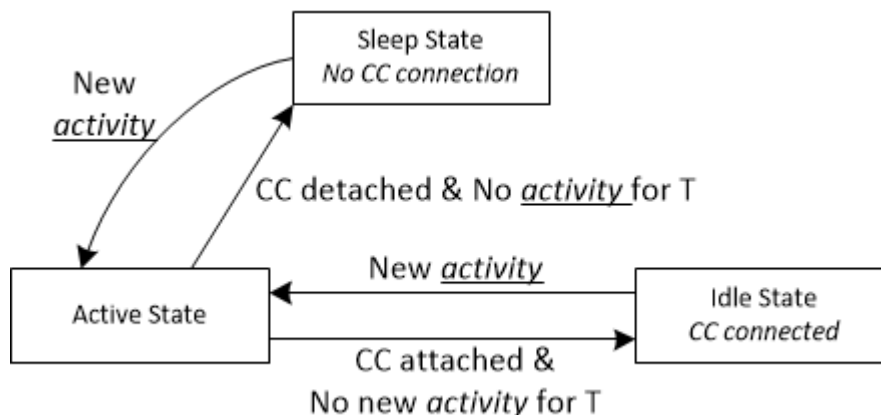 Sleep State
No CC connection
New
activity
CC detached & No activity for T
New activity
Active State
Idle State
CC connected
CC attached &
No new activity for T